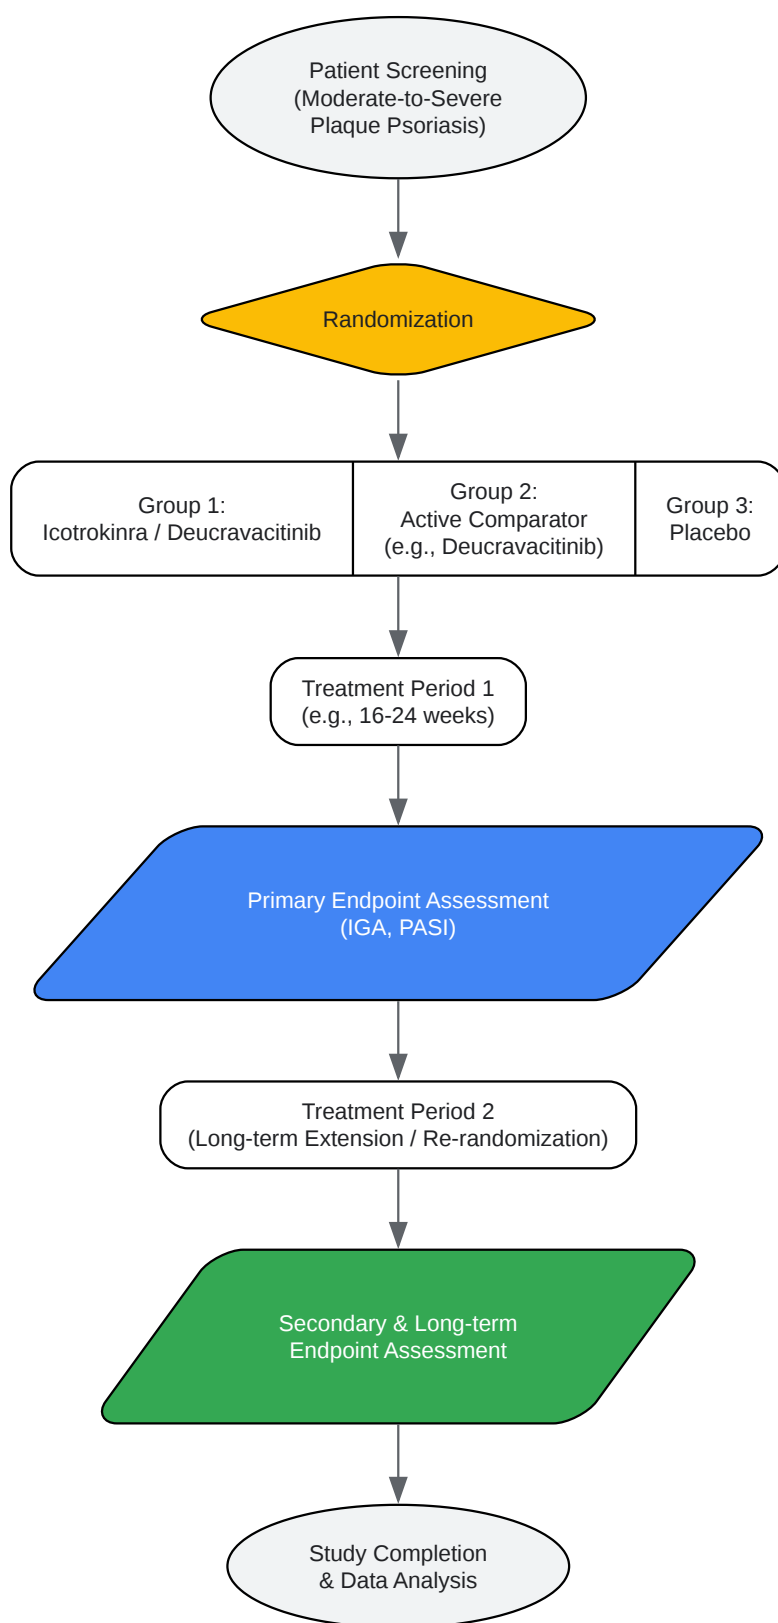 Patient Screening
(Moderate-to-Severe
Plaque Psoriasis)
Randomization
Group 1:
Icotrokinra / Deucravacitinib
Group 2:
Active Comparator
(e.g., Deucravacitinib)
Group 3:
Placebo
Treatment Period 1
(e.g., 16-24 weeks)
Primary Endpoint Assessment
(IGA, PASI)
Treatment Period 2
(Long-term Extension / Re-randomization)
Secondary & Long-term
Endpoint Assessment
Study Completion
& Data Analysis